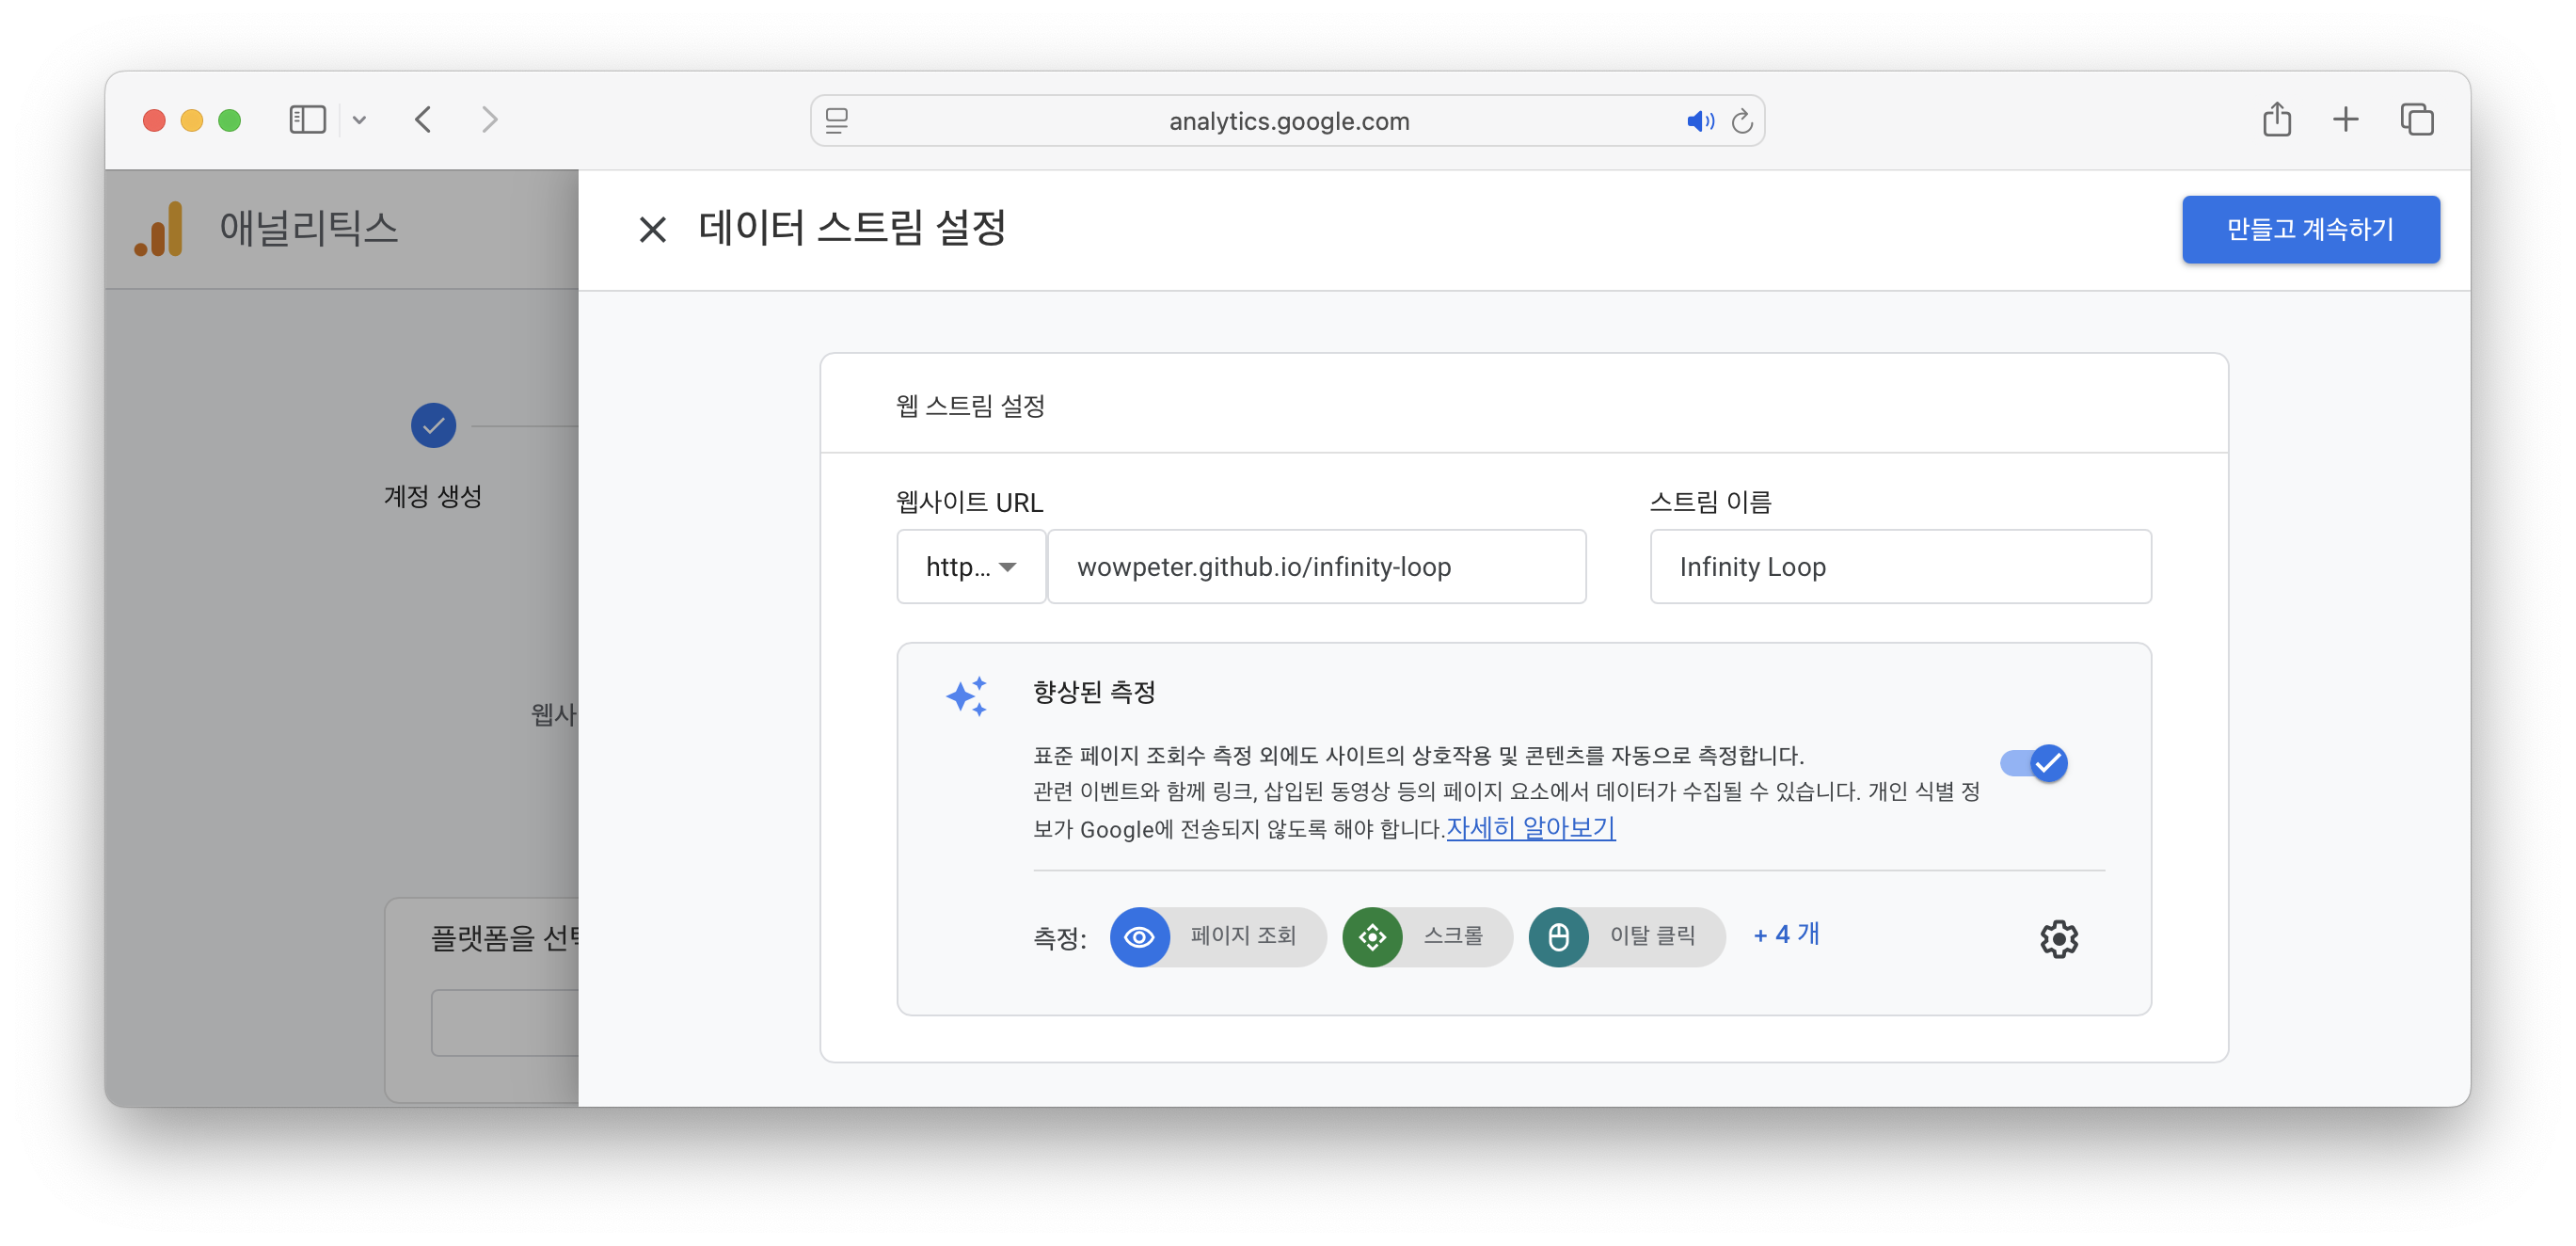 analytics.google.com
애널리틱스
데이터 스트림 설정
만들고 계속하기
계정 생성
웹사
플랫폼을 선택
웹 스트림 설정
웹사이트 URL
스트림 이름
http...
wowpeter.github.io/infinity-loop
Infinity Loop
향상된 측정
표준 페이지 조회수 측정 외에도 사이트의 상호작용 및 콘텐츠를 자동으로 측정합니다.
관련 이벤트와 함께 링크, 삽입된 동영상 등의 페이지 요소에서 데이터가 수집될 수 있습니다. 개인 식별 정
보가 Google에 전송되지 않도록 해야 합니다.자세히 알아보기
측정:
페이지 조회
스크롤
이탈 클릭
+ 4 개